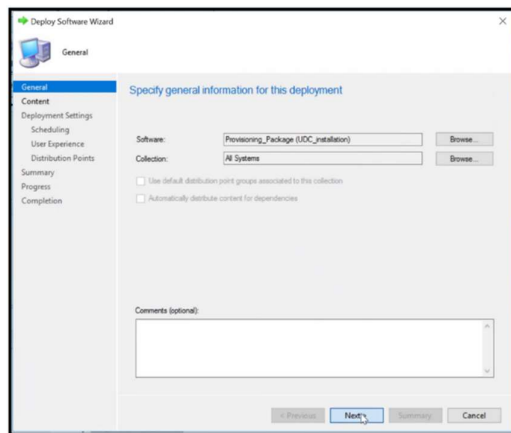 Deploy Software Wizard
General
General
Content
Deployment Settings
Scheduling
User Experience
Distribution Points
Summary
Progress
Completion
Specify general information for this deployment
Software: Provisioning_Package (UDC_installation) Browse...
Collection: All Systems Browse...
Use default distribution point groups associated to this collection
Automatically distribute content for dependencies
Comments (optional):
< Previous Next > Summary Cancel